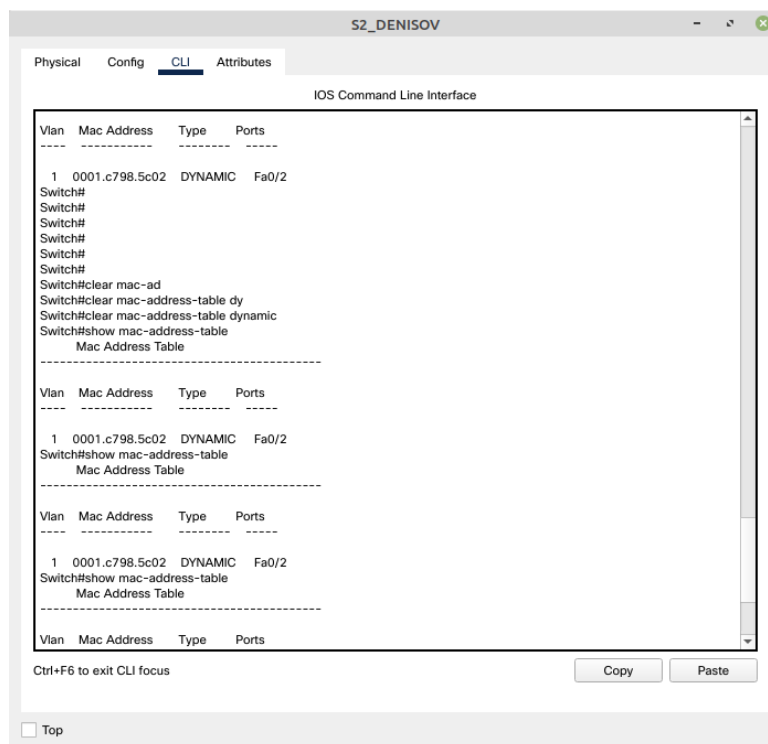 S2_DENISOV
Physical Config CLI Attributes
IOS Command Line Interface
Vlan Mac Address Type Ports
---- ----------- -------- -----
1 0001.c798.5c02 DYNAMIC Fa0/2
Switch#
Switch#
Switch#
Switch#
Switch#
Switch#
Switch#clear mac-ad
Switch#clear mac-address-table dy
Switch#clear mac-address-table dynamic
Switch#show mac-address-table
Mac Address Table
-------------------------------------------
Vlan Mac Address Type Ports
---- ----------- -------- -----
1 0001.c798.5c02 DYNAMIC Fa0/2
Switch#show mac-address-table
Mac Address Table
-------------------------------------------
Vlan Mac Address Type Ports
---- ----------- -------- -----
1 0001.c798.5c02 DYNAMIC Fa0/2
Switch#show mac-address-table
Mac Address Table
-------------------------------------------
Vlan Mac Address Type Ports
Ctrl+F6 to exit CLI focus
Copy Paste
Top